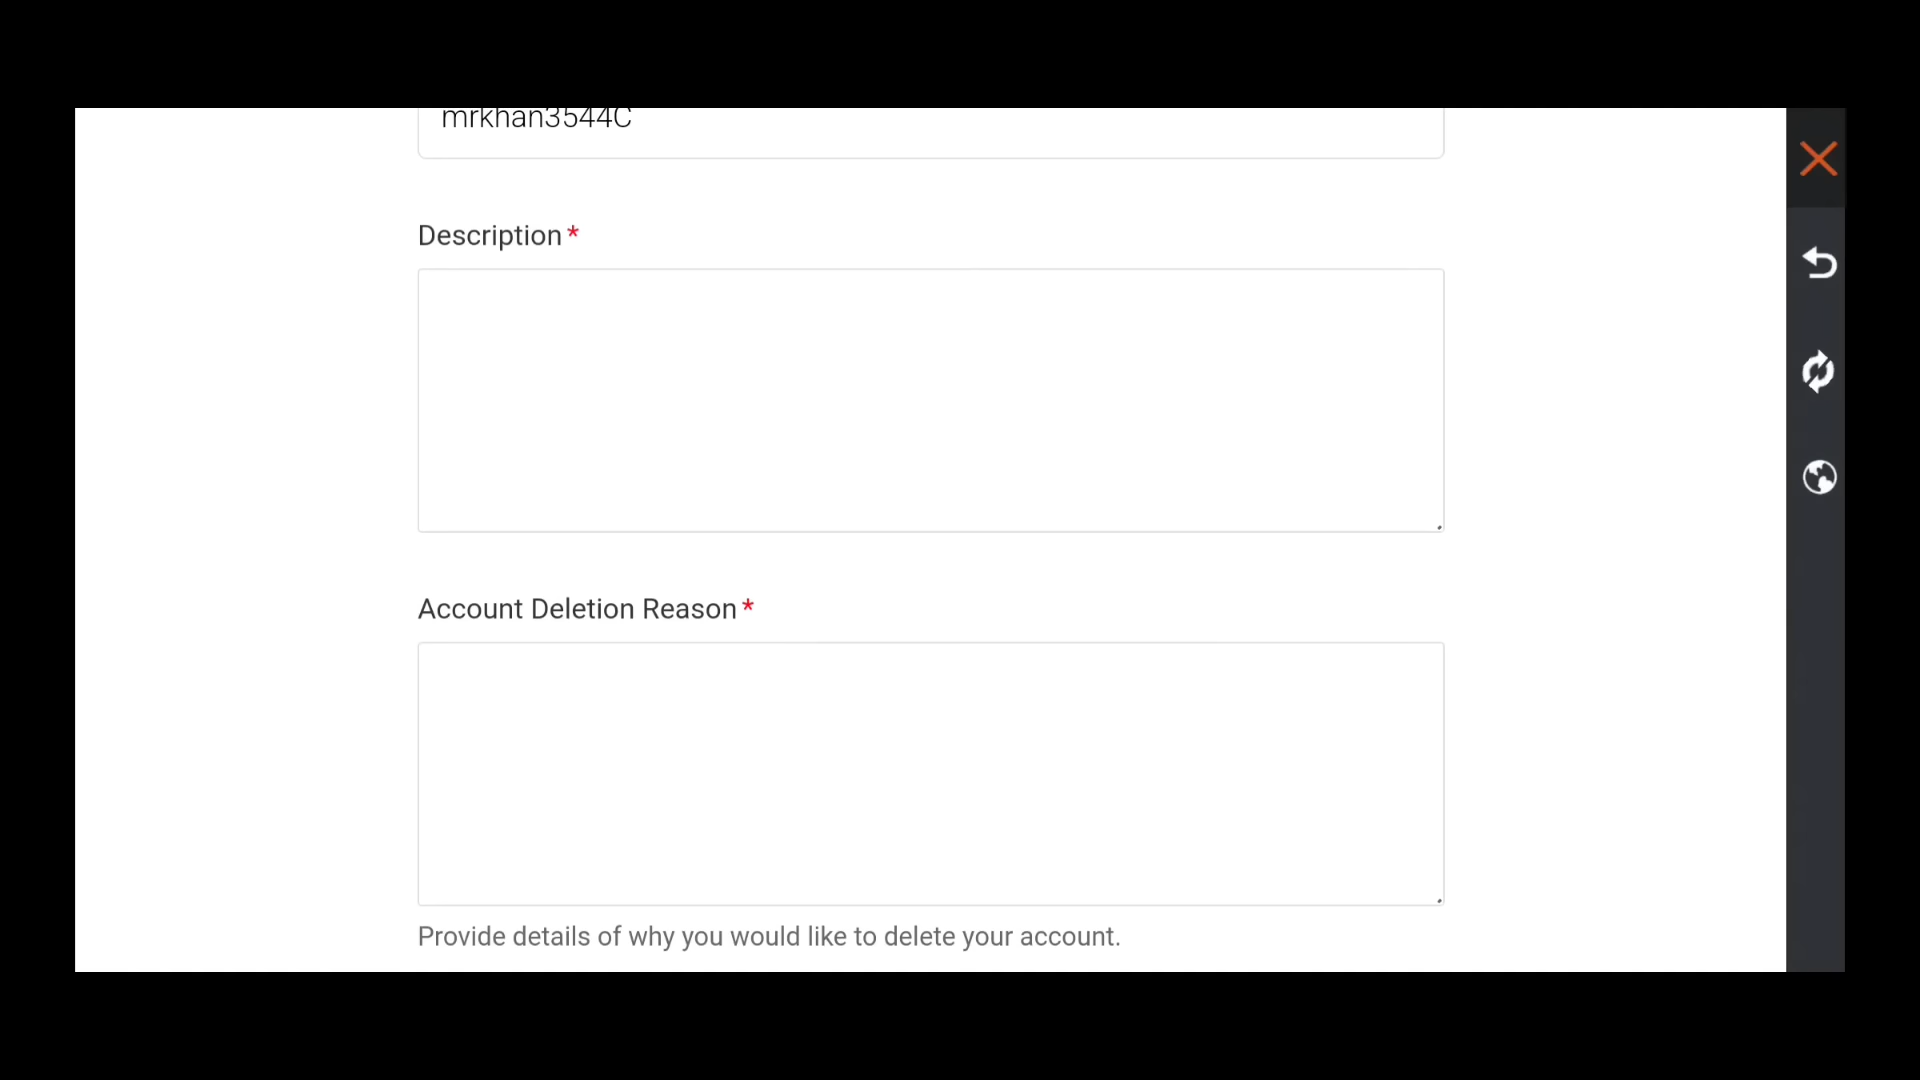 mrkhan3544C
Description *
Account Deletion Reason *
Provide details of why you would like to delete your account.